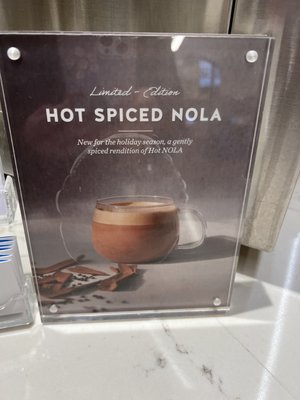 Limited - Edition
HOT SPICED NOLA
New for the holiday season, a gently
spiced rendition of Hot NOLA